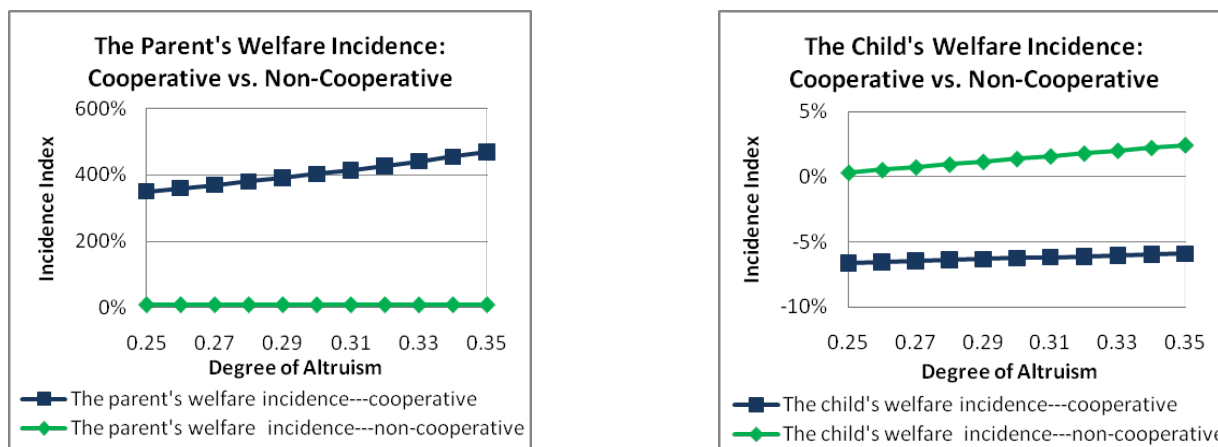 The Parent's Welfare Incidence:
Cooperative vs. Non-Cooperative
600%
400%
200%
0%
Incidence Index
0.25 0.27 0.29 0.31 0.33 0.35
Degree of Altruism
The parent's welfare incidence---cooperative
The parent's welfare incidence---non-cooperative
The Child's Welfare Incidence:
Cooperative vs. Non-Cooperative
5%
0%
-5%
-10%
Incidence Index
0.25 0.27 0.29 0.31 0.33 0.35
Degree of Altruism
The child's welfare incidence---cooperative
The child's welfare incidence---non-cooperative